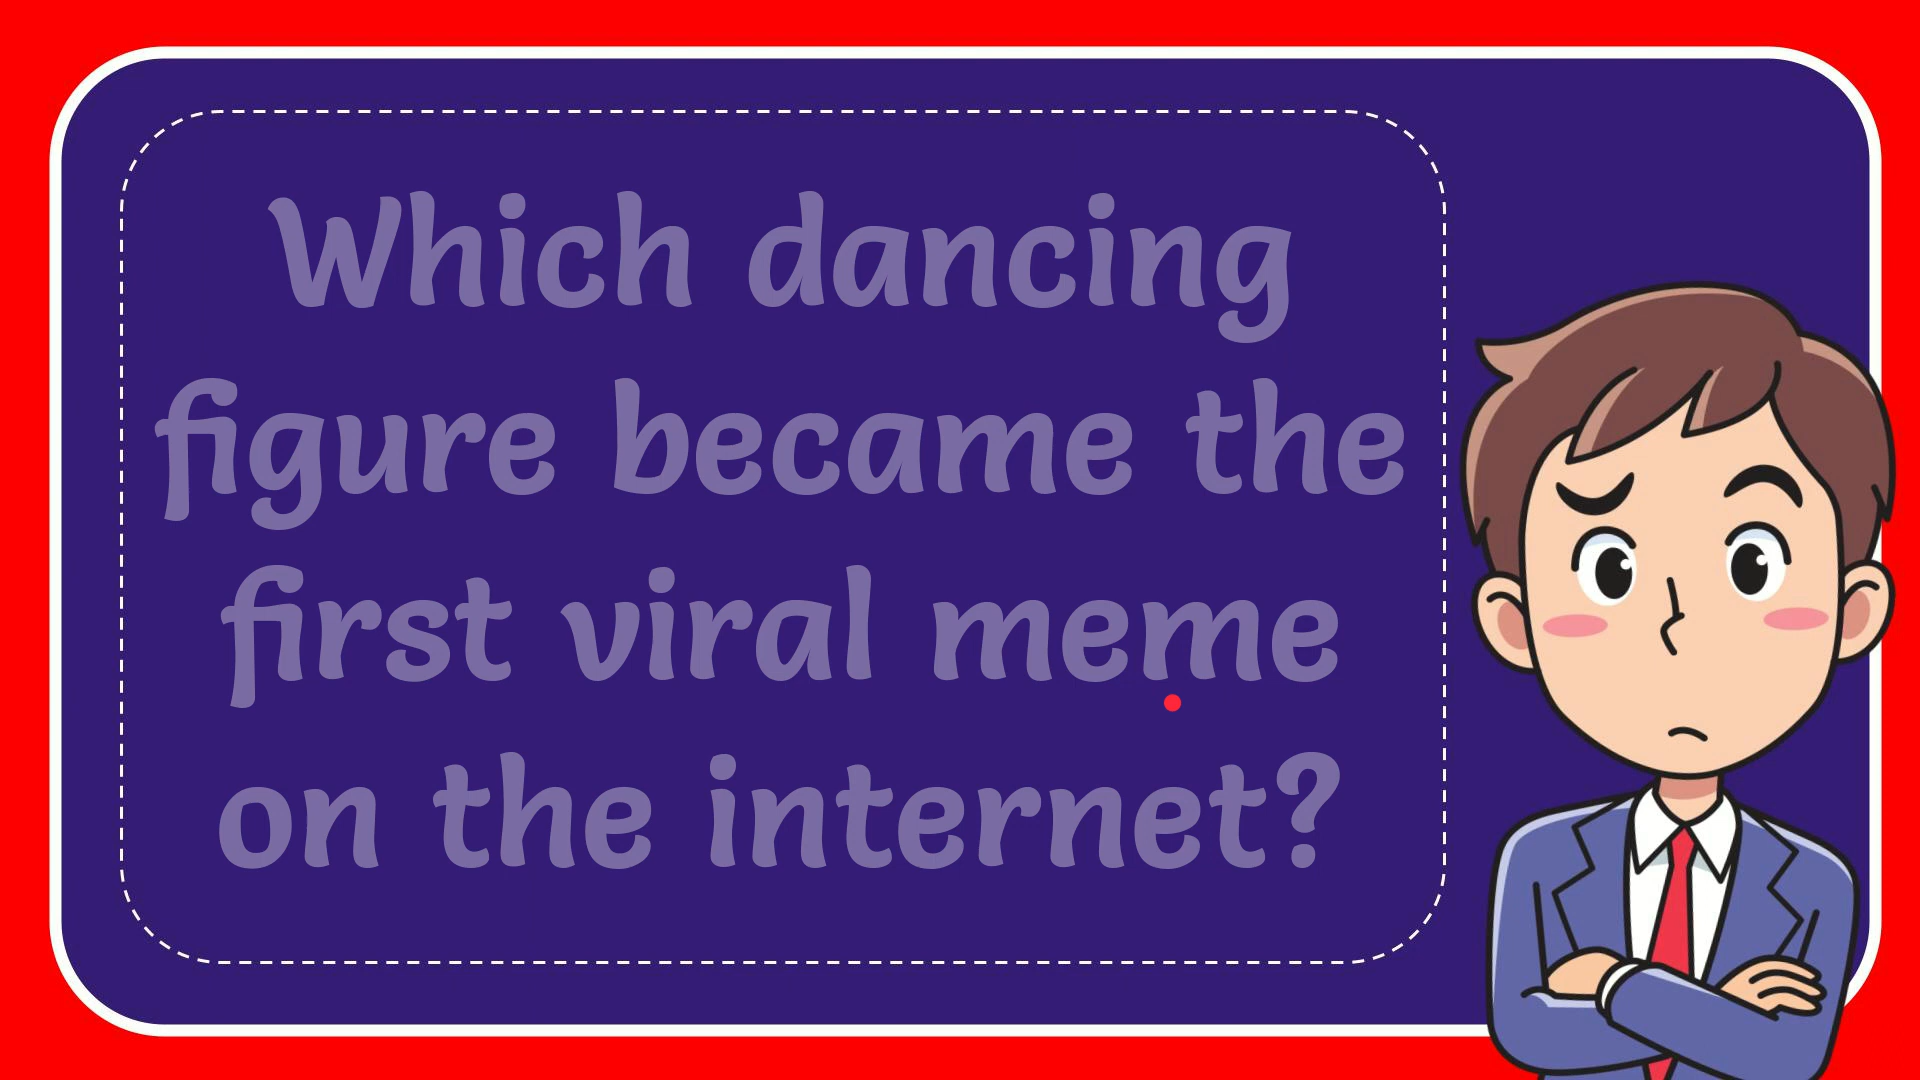 Which dancing
figure became the
first viral meme
on the internet?